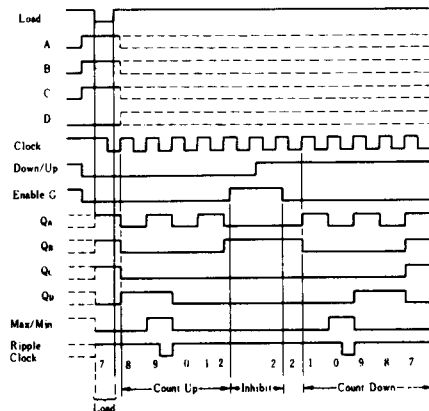 Load
A
B
C
D
Clock
Down/Up
Enable G
QA
QB
QC
QD
Max/Min
Ripple
Clock
7 8 9 0 1 2 2 2 1 0 9 8 7
Count Up Inhibit Count Down
Load